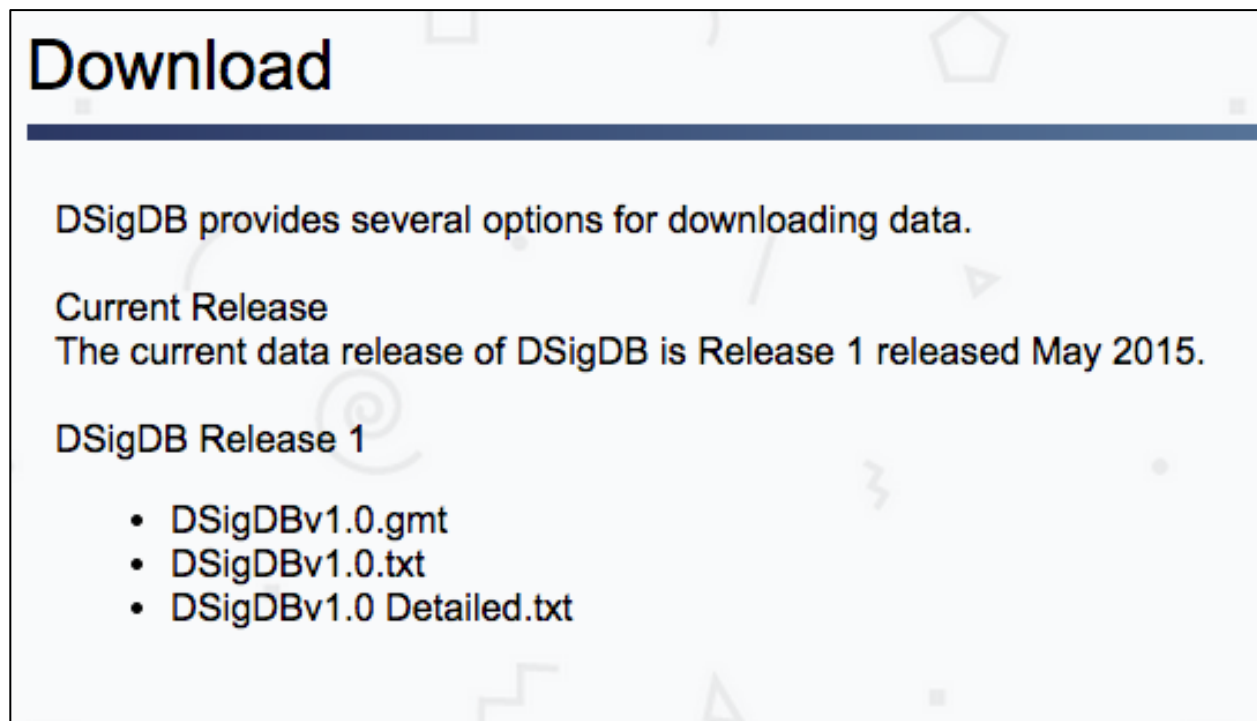 Download
DSigDB provides several options for downloading data.
Current Release
The current data release of DSigDB is Release 1 released May 2015.
DSigDB Release 1
• DSigDBv1.0.gmt
• DSigDBv1.0.txt
• DSigDBv1.0 Detailed.txt